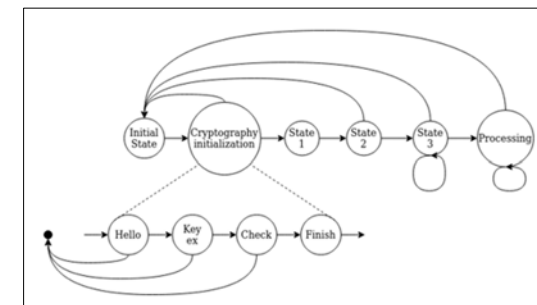 Initial
State
Cryptography
initialization
State
1
State
2
State
3
Processing
Hello
Key
ex
Check
Finish